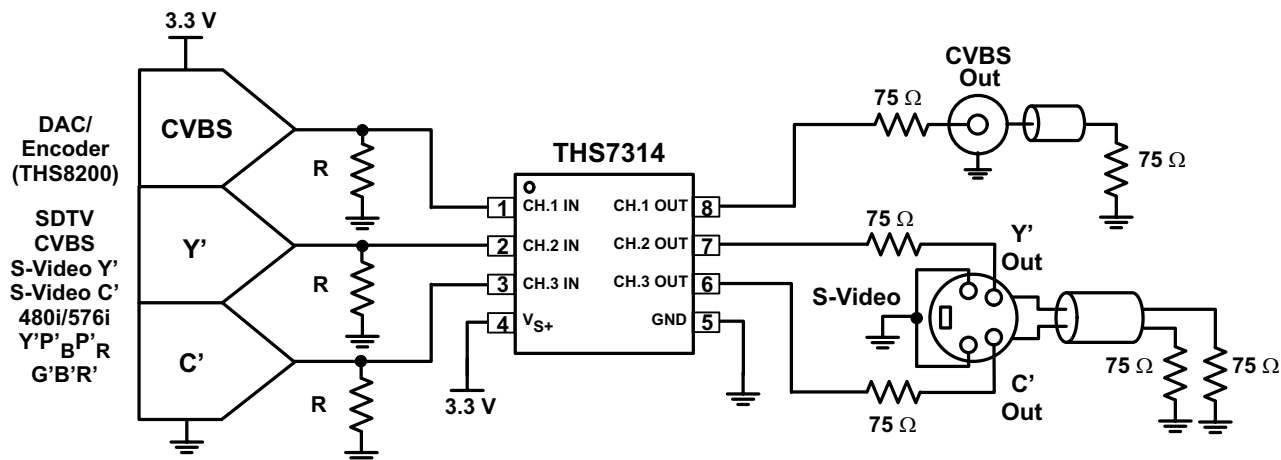 3.3 V
DAC/
Encoder
(THS8200)
SDTV
CVBS
S-Video Y'
S-Video C'
480i/576i
Y'P'BP'R
G'B'R'
CVBS
Y'
C'
R
R
R
THS7314
1
CH.1 IN
CH.1 OUT
8
2
CH.2 IN
CH.2 OUT
7
3
CH.3 IN
CH.3 OUT
6
4
VS+
GND
5
3.3 V
75 Ω
CVBS
Out
75 Ω
75 Ω
Y'
Out
S-Video
75 Ω
C'
Out
75 Ω
75 Ω